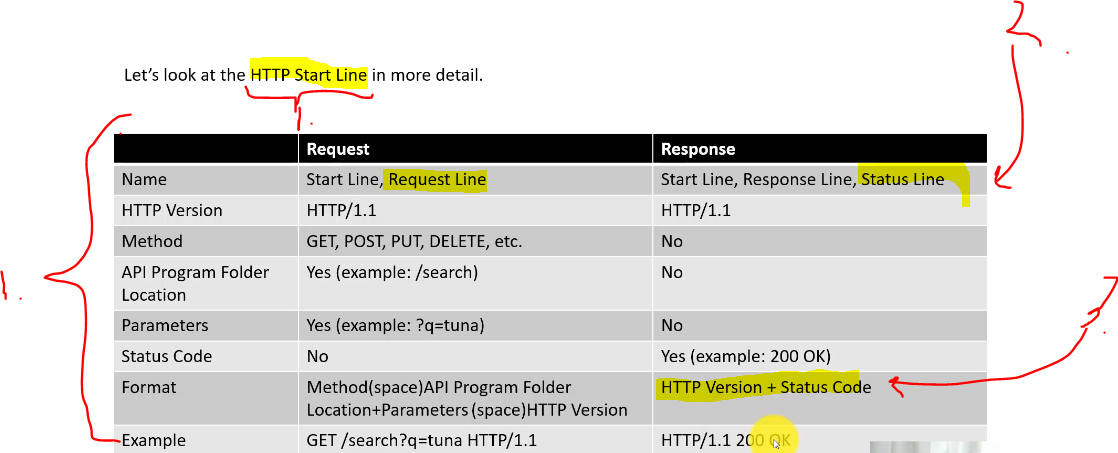 2.
Let's look at the HTTP Start Line in more detail.
1.
Request Response
Name Start Line, Request Line Start Line, Response Line, Status Line
HTTP Version HTTP/1.1 HTTP/1.1
Method GET, POST, PUT, DELETE, etc. No
API Program Folder Location Yes (example: /search) No
1.
Parameters Yes (example: ?q=tuna) No
3.
Status Code No Yes (example: 200 OK)
Format Method(space)API Program Folder Location+Parameters (space)HTTP Version HTTP Version + Status Code
Example GET /search?q=tuna HTTP/1.1 HTTP/1.1 200 OK